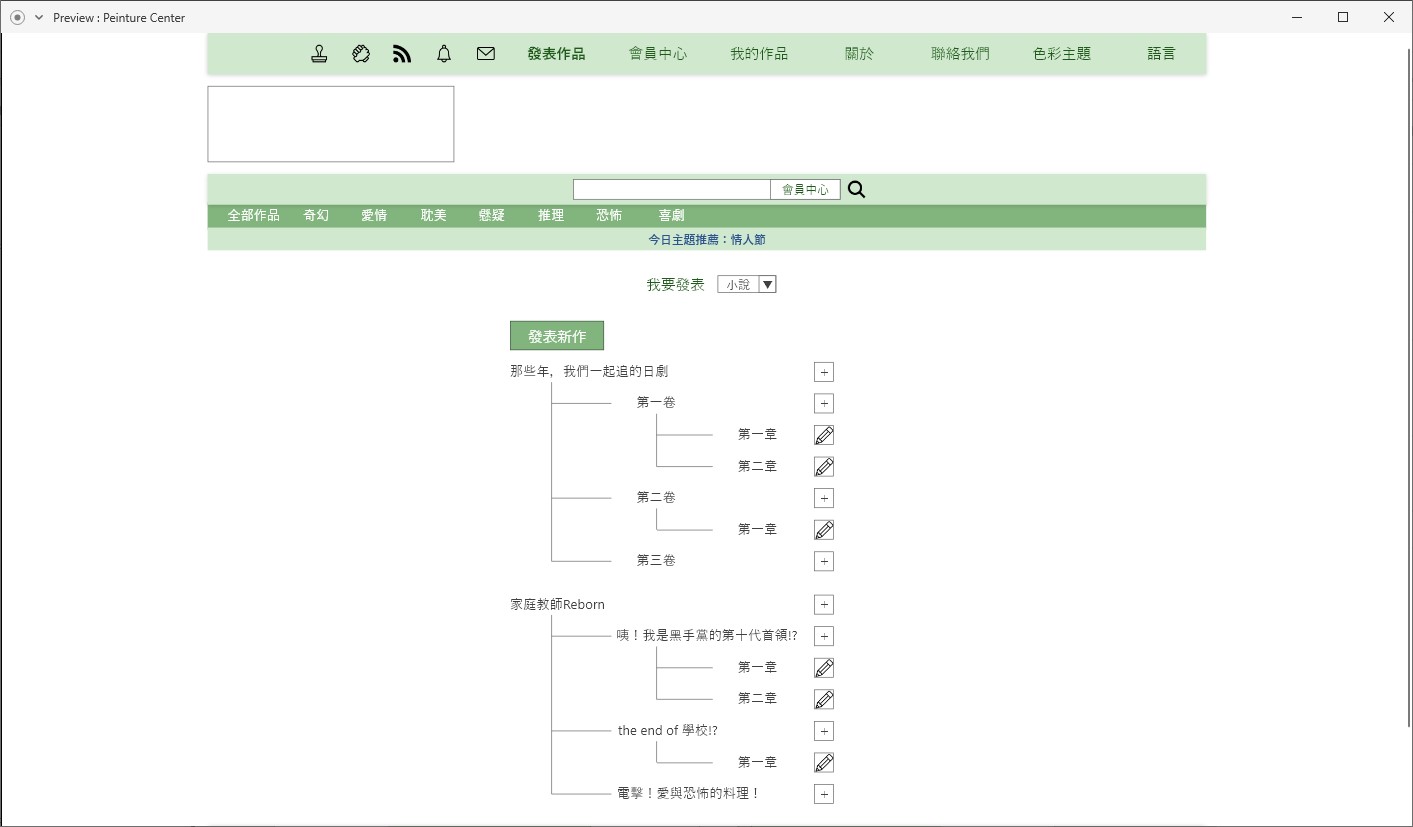 Preview : Peinture Center
發表作品 會員中心 我的作品 關於 聯絡我們 色彩主題 語言
會員中心
全部作品 奇幻 愛情 耽美 懸疑 推理 恐怖 喜劇
今日主題推薦：情人節
我要發表 小說
發表新作
那些年，我們一起追的日劇 +
第一卷 +
第一章
第二章
第二卷 +
第一章
第三卷 +
家庭教師Reborn +
咦！我是黑手黨的第十代首領!? +
第一章
第二章
the end of 學校!? +
第一章
電擊！愛與恐怖的料理！ +